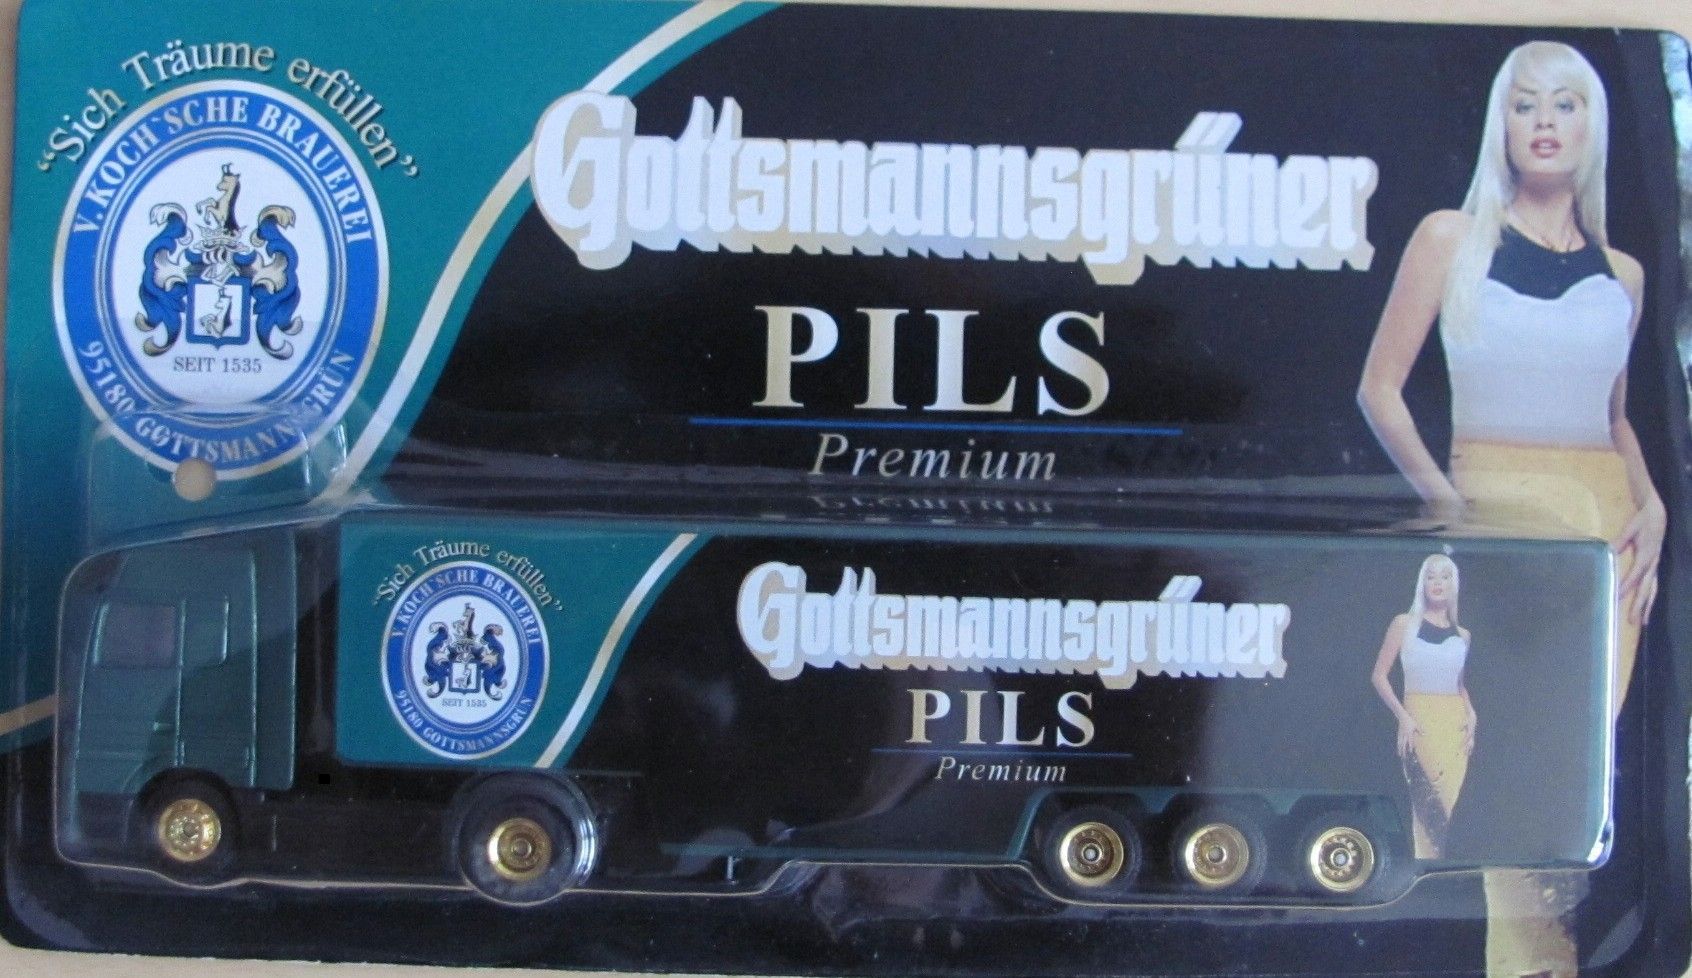 "Sich Träume erfüllen"
V. KOCH`SCHE BRAUEREI
SEIT 1535
95180 GOTTSMANNSGRÜN
Gottsmannsgrüner
PILS
Premium
"Sich Träume erfüllen"
V. KOCH`SCHE BRAUEREI
SEIT 1535
95180 GOTTSMANNSGRÜN
Gottsmannsgrüner
PILS
Premium